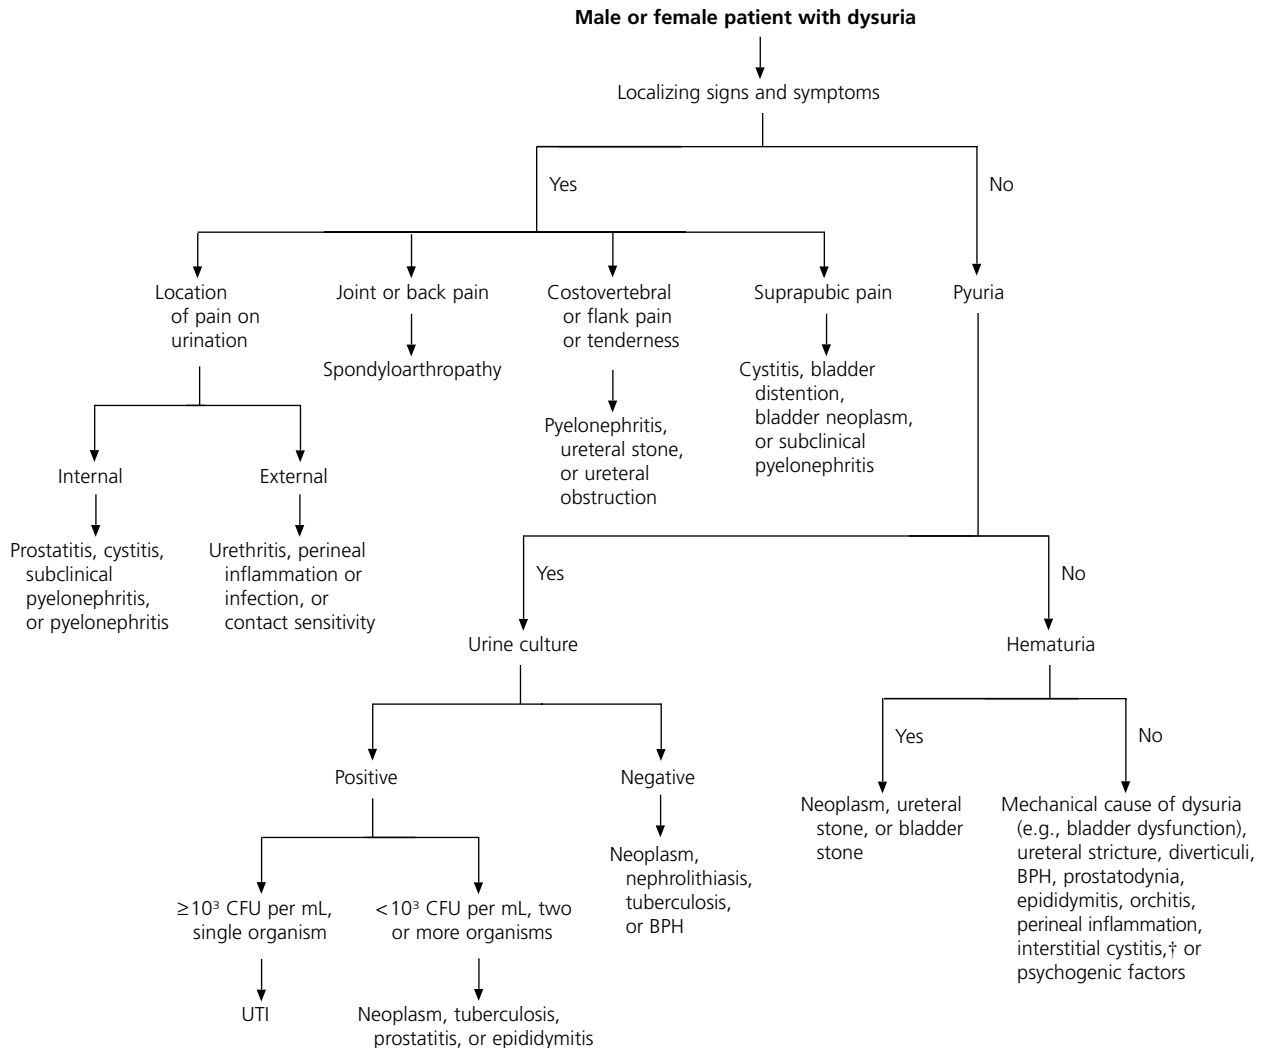 Male or female patient with dysuria
Localizing signs and symptoms
Yes
No
Location
of pain on
urination
Joint or back pain
Costovertebral
or flank pain
or tenderness
Suprapubic pain
Pyuria
Spondyloarthropathy
Cystitis, bladder
distention,
bladder neoplasm,
or subclinical
pyelonephritis
Pyelonephritis,
ureteral stone,
or ureteral
obstruction
Internal
External
Prostatitis, cystitis,
subclinical
pyelonephritis,
or pyelonephritis
Urethritis, perineal
inflammation or
infection, or
contact sensitivity
Yes
No
Urine culture
Hematuria
Yes
No
Positive
Negative
Neoplasm, ureteral
stone, or bladder
stone
Mechanical cause of dysuria
(e.g., bladder dysfunction),
ureteral stricture, diverticuli,
BPH, prostatodynia,
epididymitis, orchitis,
perineal inflammation,
interstitial cystitis,† or
psychogenic factors
Neoplasm,
nephrolithiasis,
tuberculosis,
or BPH
≥10³ CFU per mL,
single organism
<10³ CFU per mL, two
or more organisms
UTI
Neoplasm, tuberculosis,
prostatitis, or epididymitis